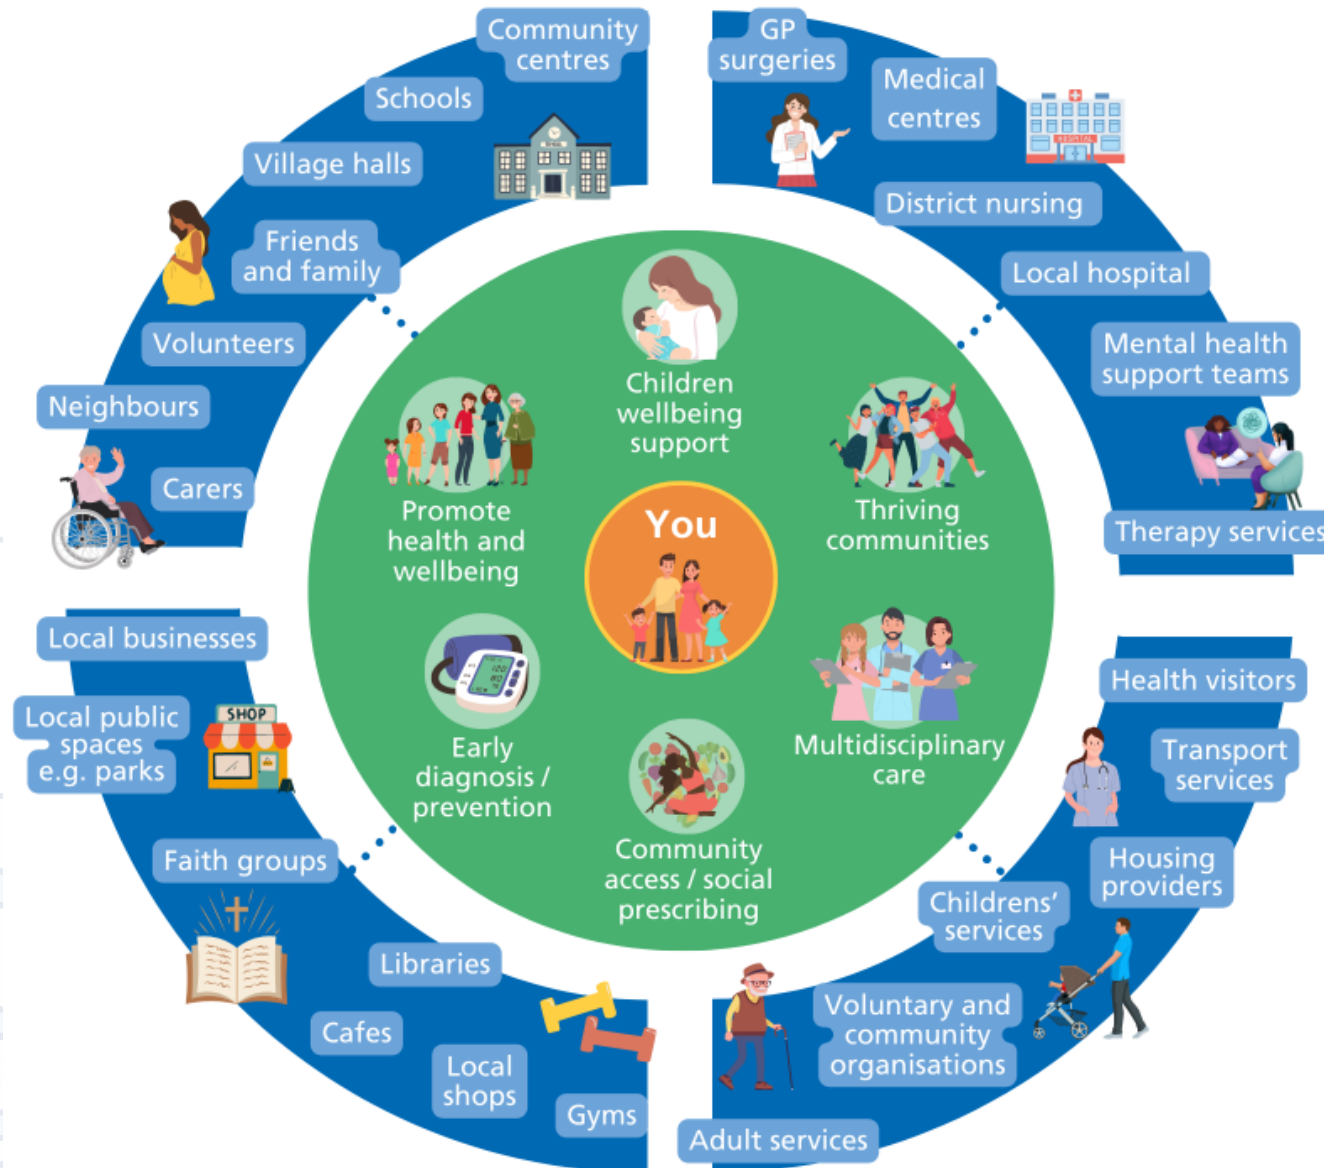 Community
centres
Schools
Village halls
Friends
and family
Volunteers
Neighbours
Carers
GP
surgeries
Medical
centres
HOSPITAL
District nursing
Local hospital
Mental health
support teams
Therapy services
Children
wellbeing
support
Promote
health and
wellbeing
Thriving
communities
You
Early
diagnosis /
prevention
120
80
Multidisciplinary
care
Community
access / social
prescribing
Local businesses
Local public
spaces
e.g. parks
SHOP
Faith groups
Libraries
Cafes
Local
shops
Gyms
Health visitors
Transport
services
Housing
providers
Childrens’
services
Voluntary and
community
organisations
Adult services